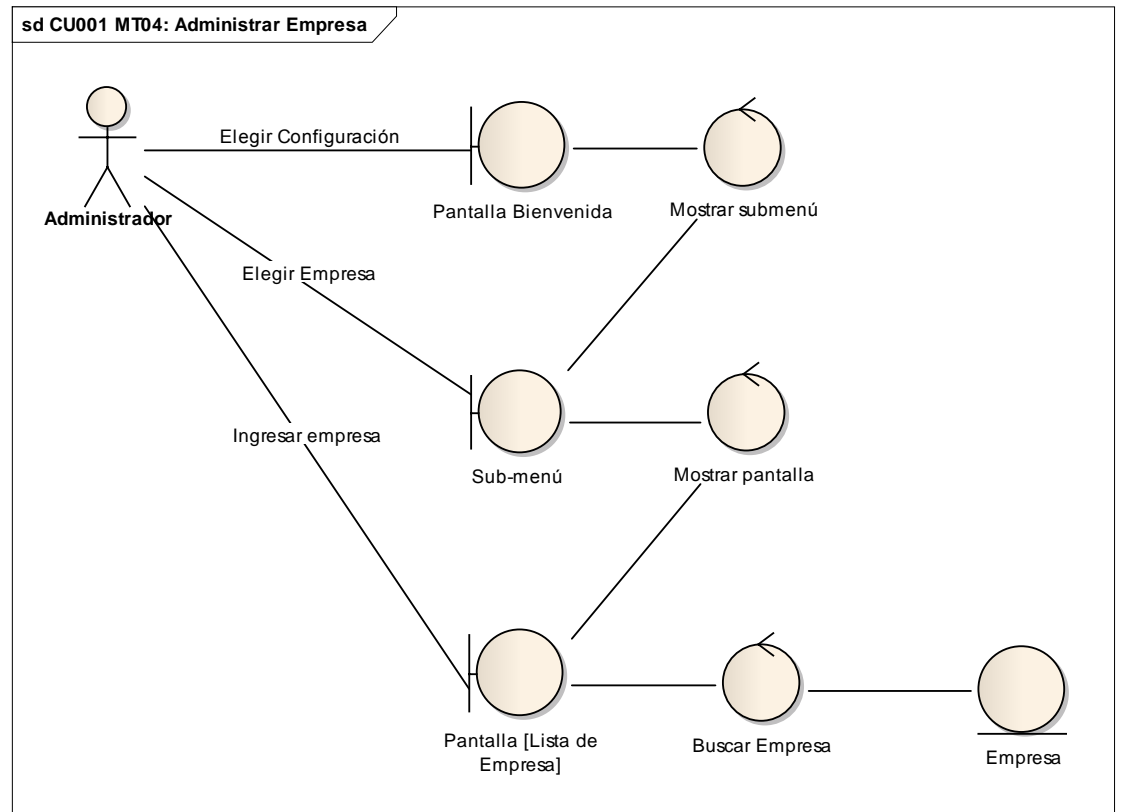 sd CU001 MT04: Administrar Empresa
Elegir Configuración
Administrador
Pantalla Bienvenida
Mostrar submenú
Elegir Empresa
Ingresar empresa
Sub-menú
Mostrar pantalla
Pantalla [Lista de
Empresa]
Buscar Empresa
Empresa